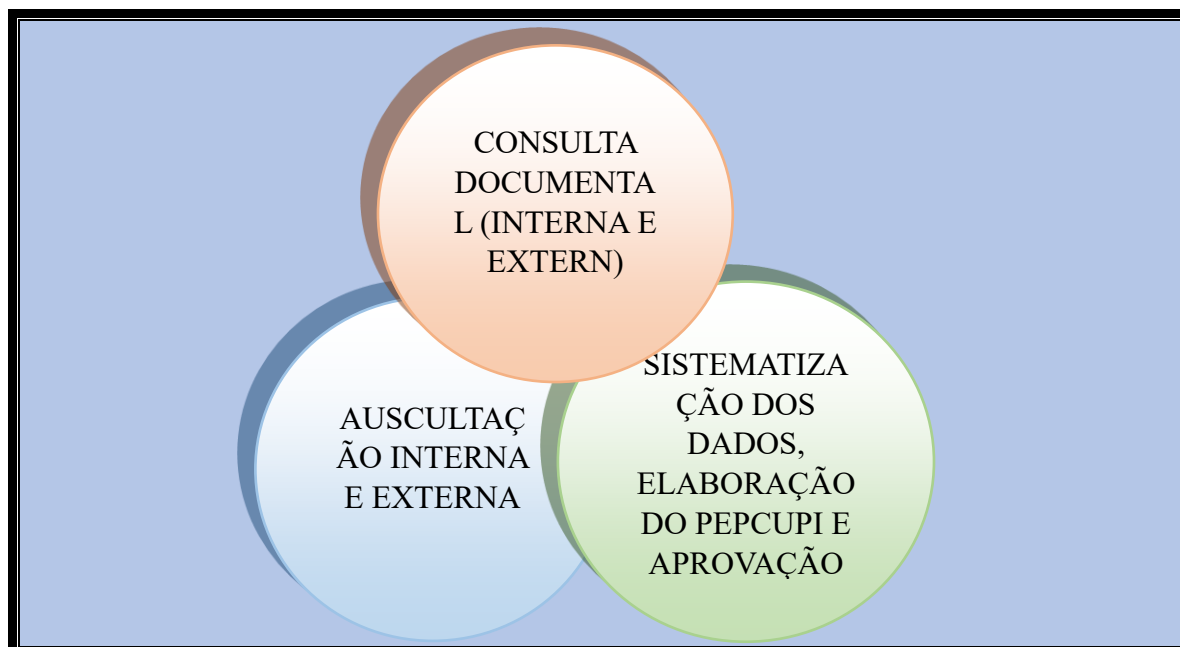 CONSULTA
DOCUMENTA
L (INTERNA E
EXTERN)
AUSCULTAÇ
ÃO INTERNA
E EXTERNA
SISTEMATIZA
ÇÃO DOS
DADOS,
ELABORAÇÃO
DO PEPCUPI E
APROVAÇÃO